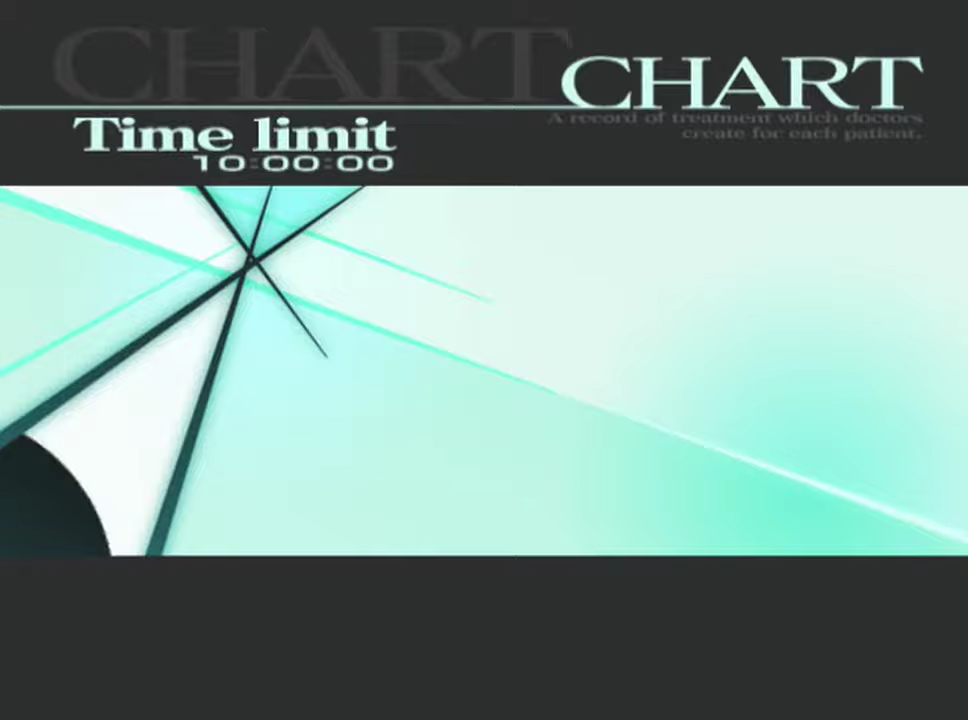 CHART
CHART
A record of treatment which doctors
create for each patient.
Time limit
10:00:00